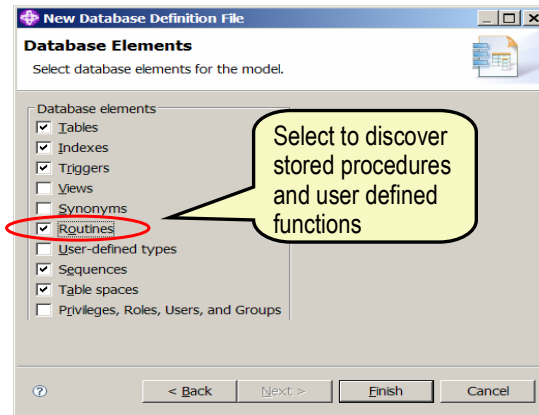 New Database Definition File
Database Elements
Select database elements for the model.
Database elements
Tables
Indexes
Triggers
Views
Synonyms
Routines
User-defined types
Sequences
Table spaces
Privileges, Roles, Users, and Groups
Select to discover
stored procedures
and user defined
functions
?
< Back
Next >
Finish
Cancel